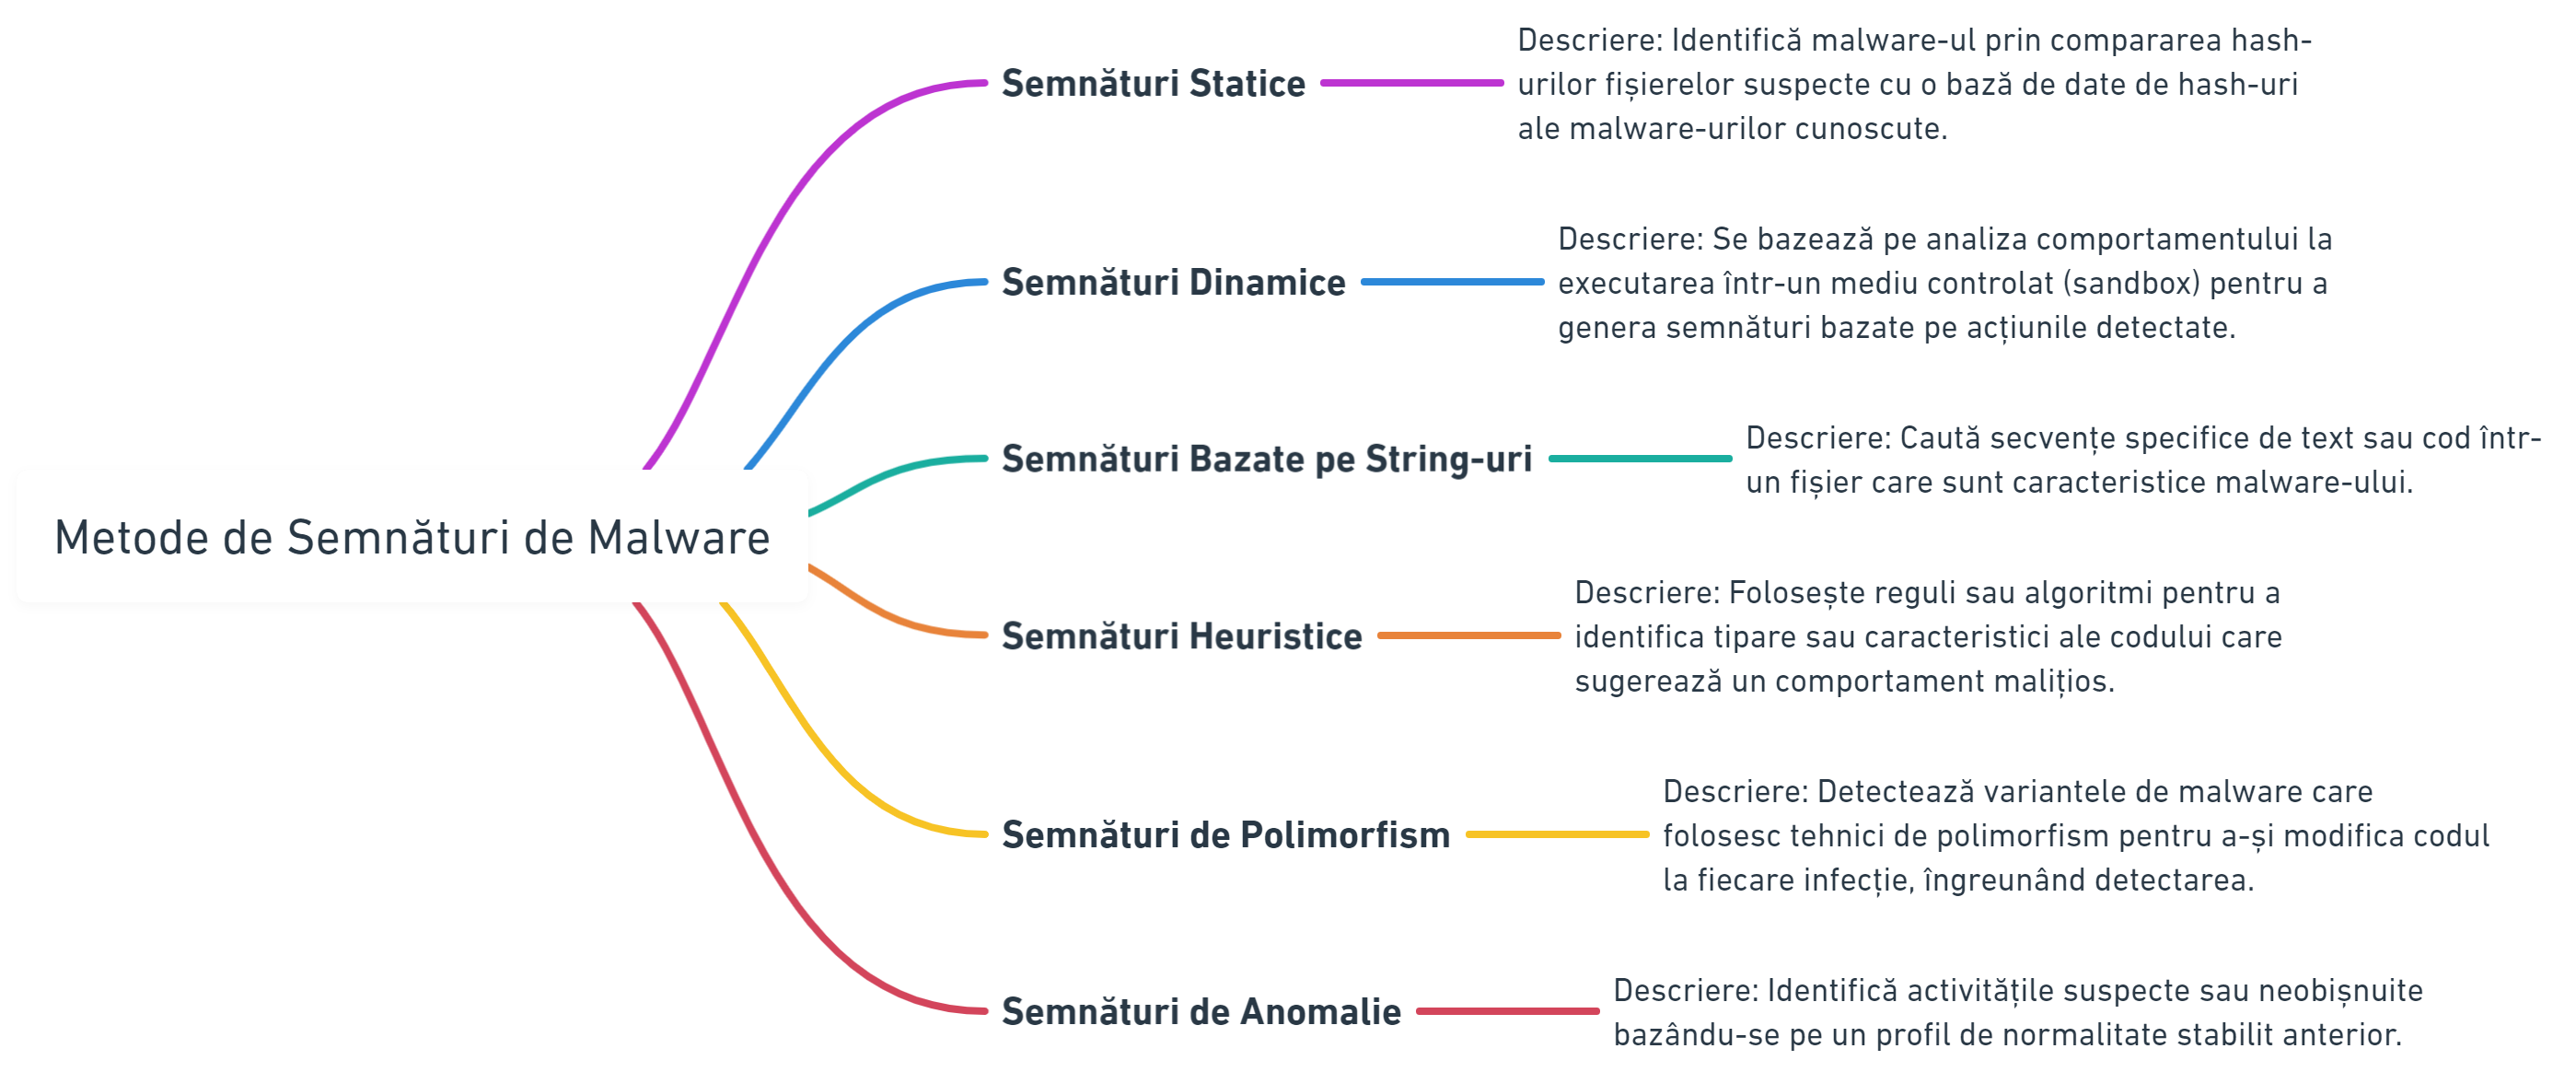 Metode de Semnături de Malware
Semnături Statice
Descriere: Identifică malware-ul prin compararea hash-
urilor fișierelor suspecte cu o bază de date de hash-uri
ale malware-urilor cunoscute.
Semnături Dinamice
Descriere: Se bazează pe analiza comportamentului la
executarea într-un mediu controlat (sandbox) pentru a
genera semnături bazate pe acțiunile detectate.
Semnături Bazate pe String-uri
Descriere: Caută secvențe specifice de text sau cod într-
un fișier care sunt caracteristice malware-ului.
Semnături Heuristice
Descriere: Folosește reguli sau algoritmi pentru a
identifica tipare sau caracteristici ale codului care
sugerează un comportament malițios.
Semnături de Polimorfism
Descriere: Detectează variantele de malware care
folosesc tehnici de polimorfism pentru a-și modifica codul
la fiecare infecție, îngreunând detectarea.
Semnături de Anomalie
Descriere: Identifică activitățile suspecte sau neobișnuite
bazându-se pe un profil de normalitate stabilit anterior.